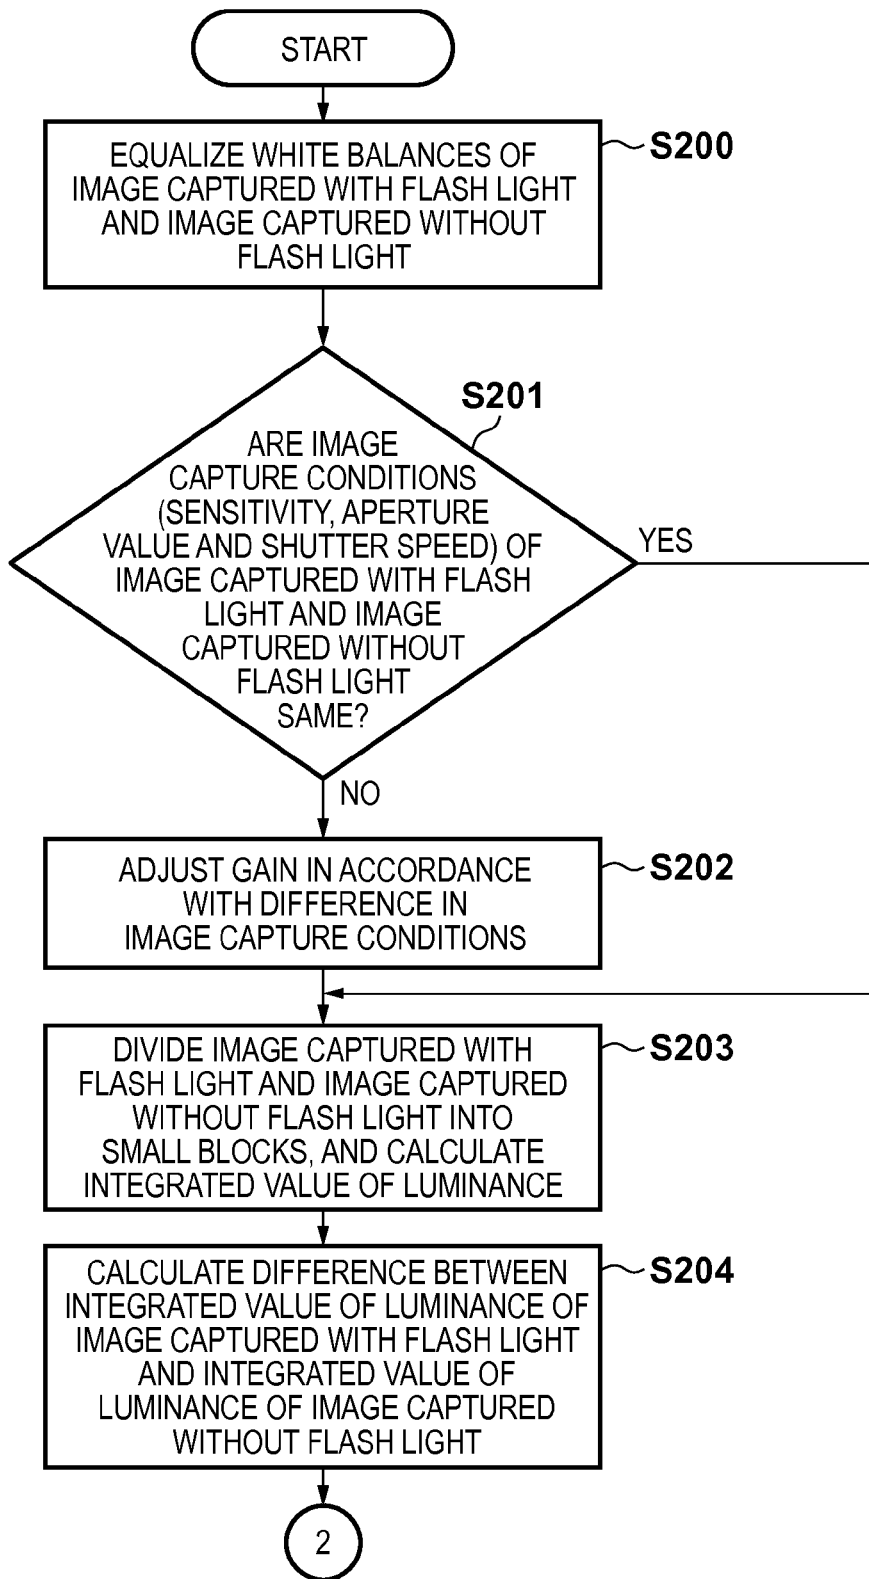 START
S200
EQUALIZE WHITE BALANCES OF
IMAGE CAPTURED WITH FLASH LIGHT
AND IMAGE CAPTURED WITHOUT
FLASH LIGHT
S201
ARE IMAGE
CAPTURE CONDITIONS
(SENSITIVITY, APERTURE
VALUE AND SHUTTER SPEED) OF
IMAGE CAPTURED WITH FLASH
LIGHT AND IMAGE
CAPTURED WITHOUT
FLASH LIGHT
SAME?
YES
NO
S202
ADJUST GAIN IN ACCORDANCE
WITH DIFFERENCE IN
IMAGE CAPTURE CONDITIONS
S203
DIVIDE IMAGE CAPTURED WITH
FLASH LIGHT AND IMAGE CAPTURED
WITHOUT FLASH LIGHT INTO
SMALL BLOCKS, AND CALCULATE
INTEGRATED VALUE OF LUMINANCE
S204
CALCULATE DIFFERENCE BETWEEN
INTEGRATED VALUE OF LUMINANCE OF
IMAGE CAPTURED WITH FLASH LIGHT
AND INTEGRATED VALUE OF
LUMINANCE OF IMAGE CAPTURED
WITHOUT FLASH LIGHT
2